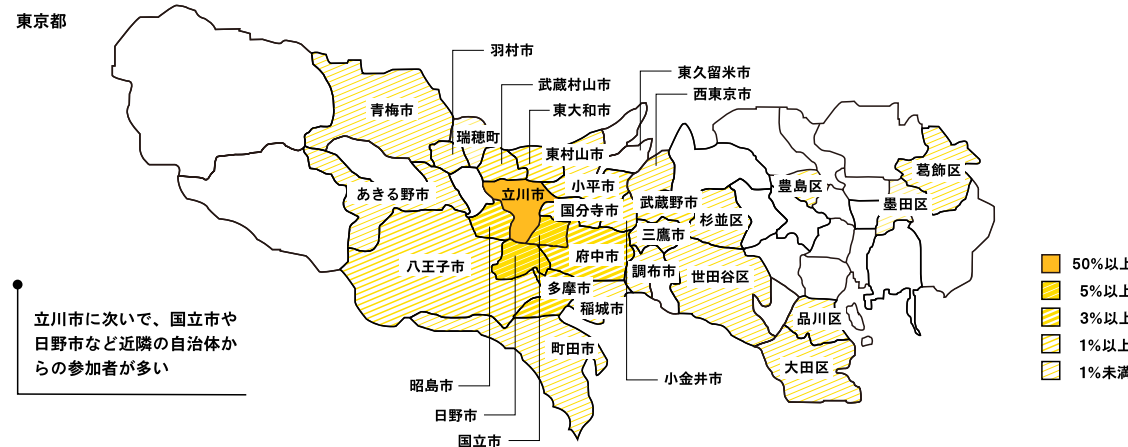 東京都
羽村市
武蔵村山市
東大和市
東久留米市
西東京市
青梅市
瑞穂町
東村山市
あきる野市
立川市
小平市
国分寺市
武蔵野市
杉並区
豊島区
葛飾区
墨田区
三鷹市
八王子市
府中市
調布市
世田谷区
多摩市
稲城市
品川区
町田市
大田区
昭島市
日野市
国立市
小金井市
立川市に次いで、国立市や
日野市など近隣の自治体か
らの参加者が多い
50%以上
5%以上
3%以上
1%以上
1%未満